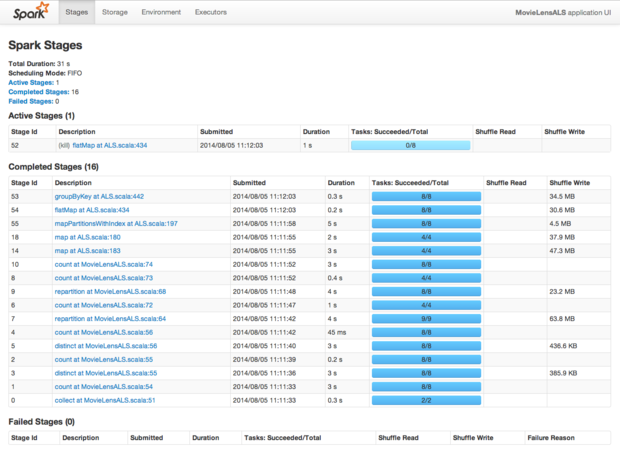 Spark Stages Storage Environment Executors MovieLensALS application UI
Spark Stages
Total Duration: 31 s
Scheduling Mode: FIFO
Active Stages: 1
Completed Stages: 16
Failed Stages: 0
Active Stages (1)
Stage Id Description Submitted Duration Tasks: Succeeded/Total Shuffle Read Shuffle Write
52 (kill) flatMap at ALS.scala:434 2014/08/05 11:12:03 1 s 0/8
Completed Stages (16)
Stage Id Description Submitted Duration Tasks: Succeeded/Total Shuffle Read Shuffle Write
53 groupByKey at ALS.scala:442 2014/08/05 11:12:03 0.3 s 8/8 34.5 MB
54 flatMap at ALS.scala:434 2014/08/05 11:12:03 0.2 s 8/8 30.6 MB
55 mapPartitionsWithIndex at ALS.scala:197 2014/08/05 11:11:58 5 s 8/8 4.5 MB
18 map at ALS.scala:180 2014/08/05 11:11:55 2 s 4/4 37.9 MB
14 map at ALS.scala:183 2014/08/05 11:11:55 3 s 4/4 47.3 MB
10 count at MovieLensALS.scala:74 2014/08/05 11:11:52 3 s 8/8
8 count at MovieLensALS.scala:73 2014/08/05 11:11:52 0.4 s 4/4
9 repartition at MovieLensALS.scala:68 2014/08/05 11:11:48 4 s 8/8 23.2 MB
6 count at MovieLensALS.scala:72 2014/08/05 11:11:47 1 s 4/4
7 repartition at MovieLensALS.scala:64 2014/08/05 11:11:42 4 s 9/9 63.8 MB
4 count at MovieLensALS.scala:56 2014/08/05 11:11:42 45 ms 8/8
5 distinct at MovieLensALS.scala:56 2014/08/05 11:11:40 3 s 8/8 436.6 KB
2 count at MovieLensALS.scala:55 2014/08/05 11:11:39 0.2 s 8/8
3 distinct at MovieLensALS.scala:55 2014/08/05 11:11:36 3 s 8/8 385.9 KB
1 count at MovieLensALS.scala:54 2014/08/05 11:11:33 3 s 8/8
0 collect at MovieLensALS.scala:51 2014/08/05 11:11:33 0.3 s 2/2
Failed Stages (0)
Stage Id Description Submitted Duration Tasks: Succeeded/Total Shuffle Read Shuffle Write Failure Reason